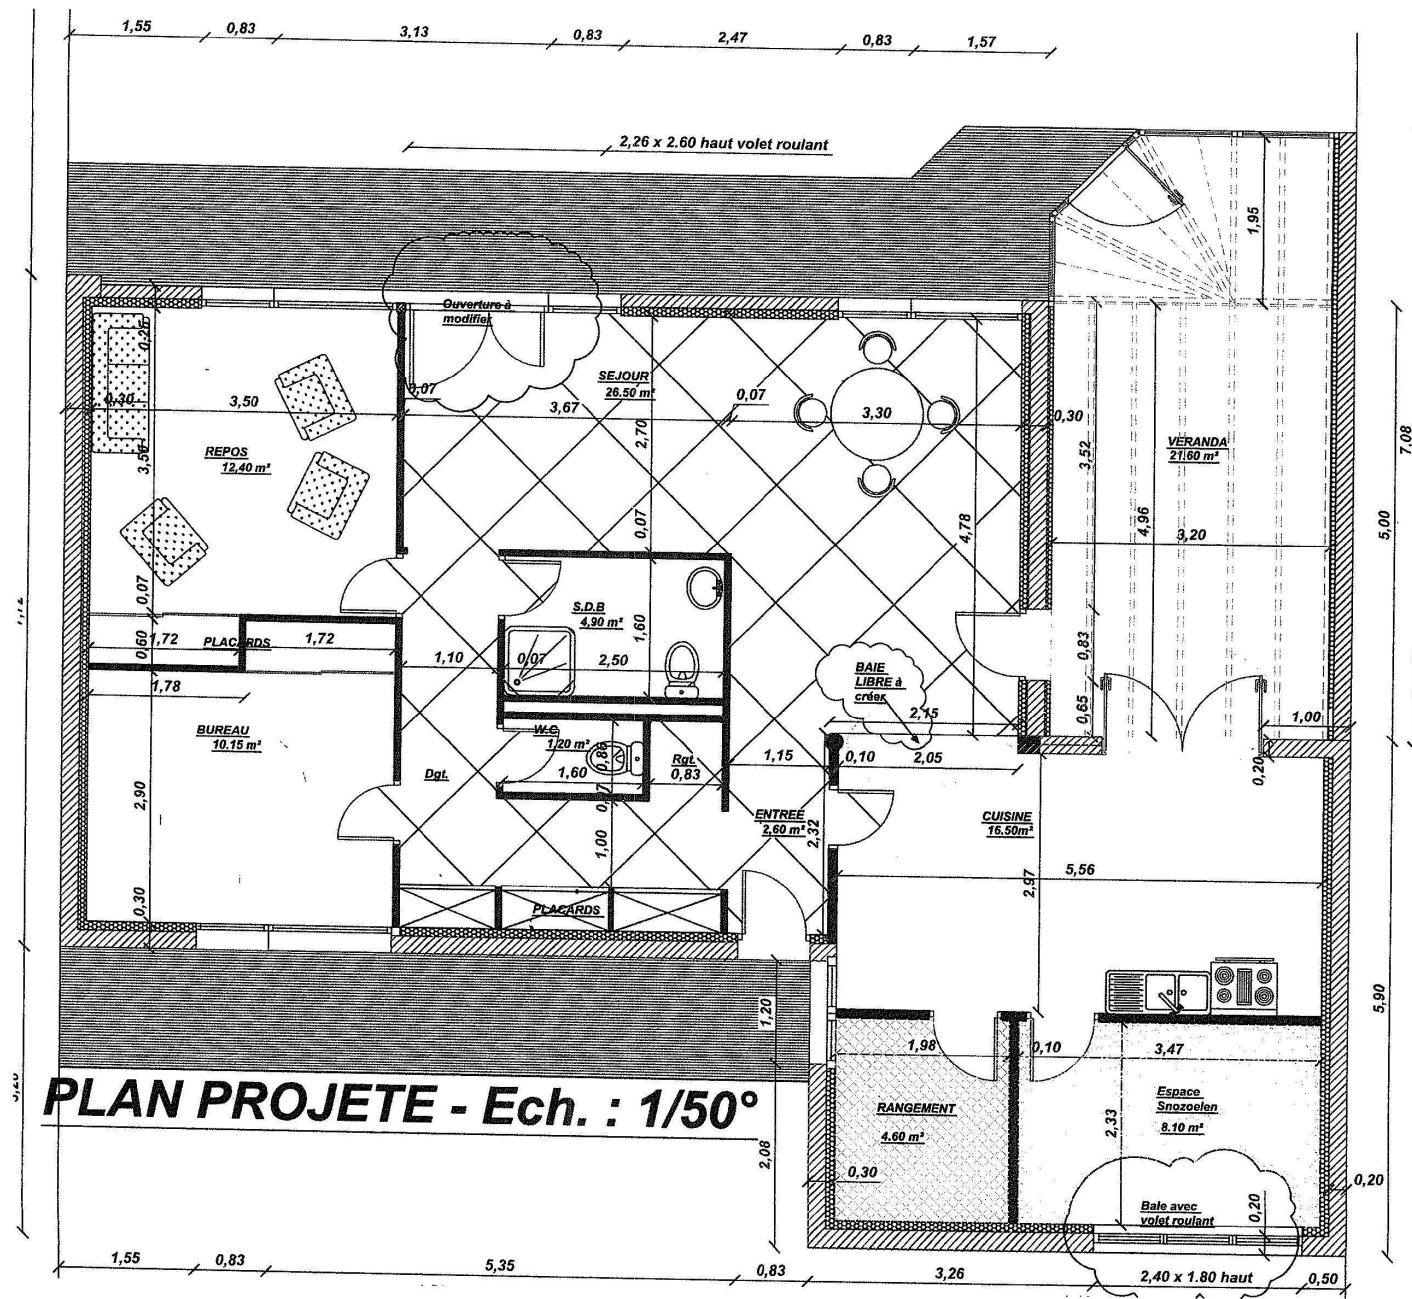 1,55
0,83
3,13
0,83
2,47
0,83
1,57
2,26 x 2.60 haut volet roulant
1,95
Ouverture à
modifier
0,25
0,07
SEJOUR
26.50 m²
0,07
0,30
3,50
3,67
3,30
0,30
REPOS
12,40 m²
2,70
3,52
VERANDA
21.60 m²
7.08
0,07
4,78
4,96
5,00
3,20
0,07
S.D.B
4,90 m²
1,60
0,60
1,72
PLACARDS
1,72
1,10
0,07
2,50
0,83
BAIE
LIBRE à
créer
1,78
0,65
2,15
1,00
BUREAU
10.15 m²
W.C
1,20 m²
0,86
Dgt.
1,60
Rgt.
0,83
1,15
0,10
2,05
0,20
2,90
ENTREE
2,60 m²
2,32
CUISINE
16.50m²
1,00
2,97
5,56
0,30
PLACARDS
1,20
5,90
1,98
0,10
3,47
PLAN PROJETE - Ech. : 1/50°
RANGEMENT
4.60 m²
Espace
Snozoelen
8.10 m²
2,33
2,08
0,30
0,20
Baie avec
volet roulant
0,20
1,55
0,83
5,35
0,83
3,26
2,40 x 1.80 haut
0,50